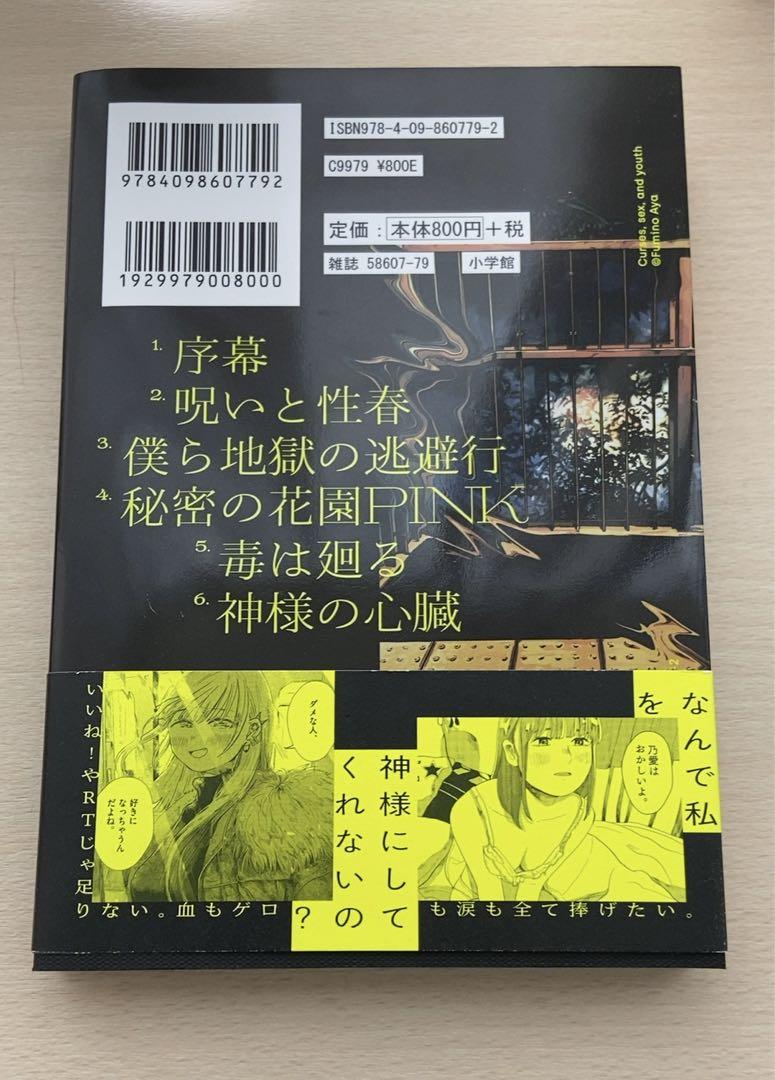 9784098607792
1929979008000
ISBN978-4-09-860779-2
C9979 ¥800E
定価：本体800円+税
雑誌 58607-79
小学館
Curses, sex, and youth
©Fumino Aya
1. 序幕
2. 呪いと性春
3. 僕ら地獄の逃避行
4. 秘密の花園PINK
5. 毒は廻る
6. 神様の心臓
なんで私
を
神様にして
くれないの
?
乃愛は
おかしいよ。
ダメな人、
好きに
なっちゃうん
だよね。
いいね！やRTじゃ足
りない。血もゲロ
も涙も全て捧げたい。